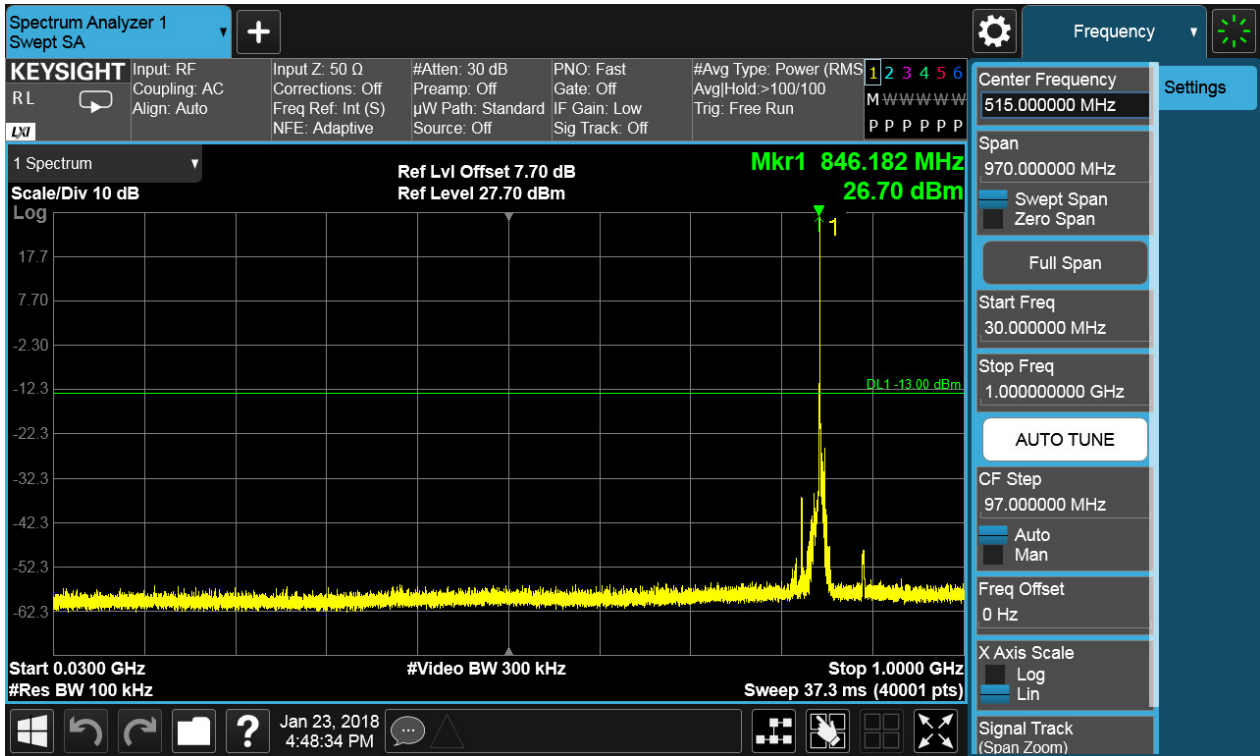 Spectrum Analyzer 1
Swept SA
Frequency
KEYSIGHT
RL
LXI
Input: RF
Coupling: AC
Align: Auto
Input Z: 50 Ω
Corrections: Off
Freq Ref: Int (S)
NFE: Adaptive
#Atten: 30 dB
Preamp: Off
µW Path: Standard
Source: Off
PNO: Fast
Gate: Off
IF Gain: Low
Sig Track: Off
#Avg Type: Power (RMS
Avg|Hold:>100/100
Trig: Free Run
1 2 3 4 5 6
M W W W W W
P P P P P P
1 Spectrum
Scale/Div 10 dB
Ref Lvl Offset 7.70 dB
Ref Level 27.70 dBm
Mkr1 846.182 MHz
26.70 dBm
Log
1
17.7
7.70
-2.30
-12.3
DL1 -13.00 dBm
-22.3
-32.3
-42.3
-52.3
-62.3
Start 0.0300 GHz
#Video BW 300 kHz
Stop 1.0000 GHz
#Res BW 100 kHz
Sweep 37.3 ms (40001 pts)
Center Frequency
515.000000 MHz
Settings
Span
970.000000 MHz
Swept Span
Zero Span
Full Span
Start Freq
30.000000 MHz
Stop Freq
1.000000000 GHz
AUTO TUNE
CF Step
97.000000 MHz
Auto
Man
Freq Offset
0 Hz
X Axis Scale
Log
Lin
Signal Track
(Span Zoom)
?
Jan 23, 2018
4:48:34 PM